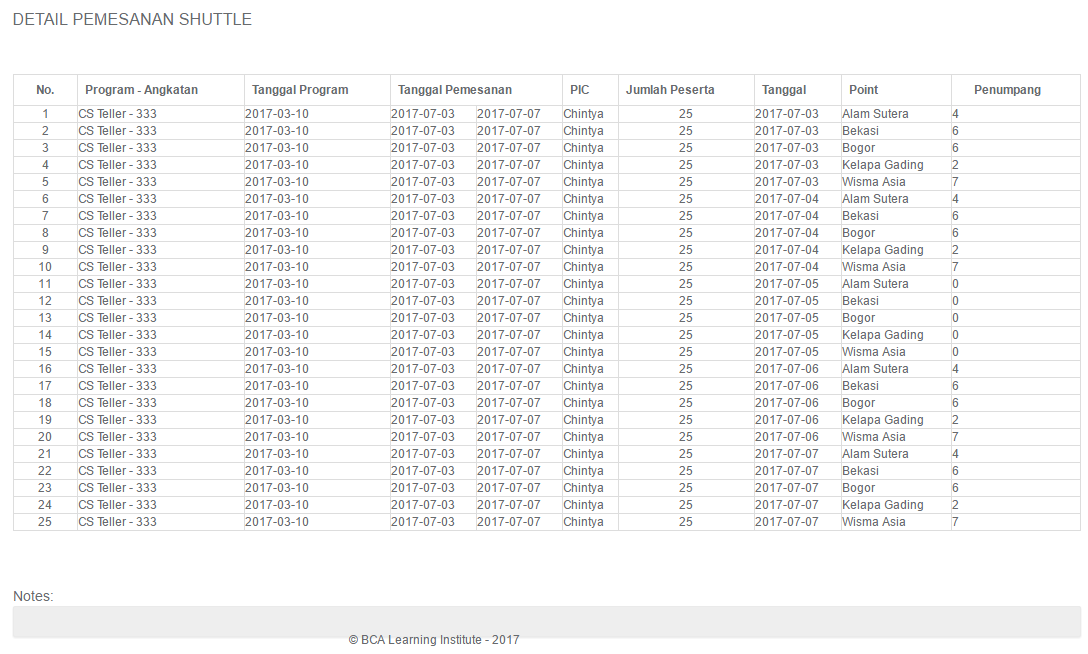 DETAIL PEMESANAN SHUTTLE
No. Program - Angkatan Tanggal Program Tanggal Pemesanan PIC Jumlah Peserta Tanggal Point Penumpang
1 CS Teller - 333 2017-03-10 2017-07-03 2017-07-07 Chintya 25 2017-07-03 Alam Sutera 4
2 CS Teller - 333 2017-03-10 2017-07-03 2017-07-07 Chintya 25 2017-07-03 Bekasi 6
3 CS Teller - 333 2017-03-10 2017-07-03 2017-07-07 Chintya 25 2017-07-03 Bogor 6
4 CS Teller - 333 2017-03-10 2017-07-03 2017-07-07 Chintya 25 2017-07-03 Kelapa Gading 2
5 CS Teller - 333 2017-03-10 2017-07-03 2017-07-07 Chintya 25 2017-07-03 Wisma Asia 7
6 CS Teller - 333 2017-03-10 2017-07-03 2017-07-07 Chintya 25 2017-07-04 Alam Sutera 4
7 CS Teller - 333 2017-03-10 2017-07-03 2017-07-07 Chintya 25 2017-07-04 Bekasi 6
8 CS Teller - 333 2017-03-10 2017-07-03 2017-07-07 Chintya 25 2017-07-04 Bogor 6
9 CS Teller - 333 2017-03-10 2017-07-03 2017-07-07 Chintya 25 2017-07-04 Kelapa Gading 2
10 CS Teller - 333 2017-03-10 2017-07-03 2017-07-07 Chintya 25 2017-07-04 Wisma Asia 7
11 CS Teller - 333 2017-03-10 2017-07-03 2017-07-07 Chintya 25 2017-07-05 Alam Sutera 0
12 CS Teller - 333 2017-03-10 2017-07-03 2017-07-07 Chintya 25 2017-07-05 Bekasi 0
13 CS Teller - 333 2017-03-10 2017-07-03 2017-07-07 Chintya 25 2017-07-05 Bogor 0
14 CS Teller - 333 2017-03-10 2017-07-03 2017-07-07 Chintya 25 2017-07-05 Kelapa Gading 0
15 CS Teller - 333 2017-03-10 2017-07-03 2017-07-07 Chintya 25 2017-07-05 Wisma Asia 0
16 CS Teller - 333 2017-03-10 2017-07-03 2017-07-07 Chintya 25 2017-07-06 Alam Sutera 4
17 CS Teller - 333 2017-03-10 2017-07-03 2017-07-07 Chintya 25 2017-07-06 Bekasi 6
18 CS Teller - 333 2017-03-10 2017-07-03 2017-07-07 Chintya 25 2017-07-06 Bogor 6
19 CS Teller - 333 2017-03-10 2017-07-03 2017-07-07 Chintya 25 2017-07-06 Kelapa Gading 2
20 CS Teller - 333 2017-03-10 2017-07-03 2017-07-07 Chintya 25 2017-07-06 Wisma Asia 7
21 CS Teller - 333 2017-03-10 2017-07-03 2017-07-07 Chintya 25 2017-07-07 Alam Sutera 4
22 CS Teller - 333 2017-03-10 2017-07-03 2017-07-07 Chintya 25 2017-07-07 Bekasi 6
23 CS Teller - 333 2017-03-10 2017-07-03 2017-07-07 Chintya 25 2017-07-07 Bogor 6
24 CS Teller - 333 2017-03-10 2017-07-03 2017-07-07 Chintya 25 2017-07-07 Kelapa Gading 2
25 CS Teller - 333 2017-03-10 2017-07-03 2017-07-07 Chintya 25 2017-07-07 Wisma Asia 7
Notes:
© BCA Learning Institute - 2017